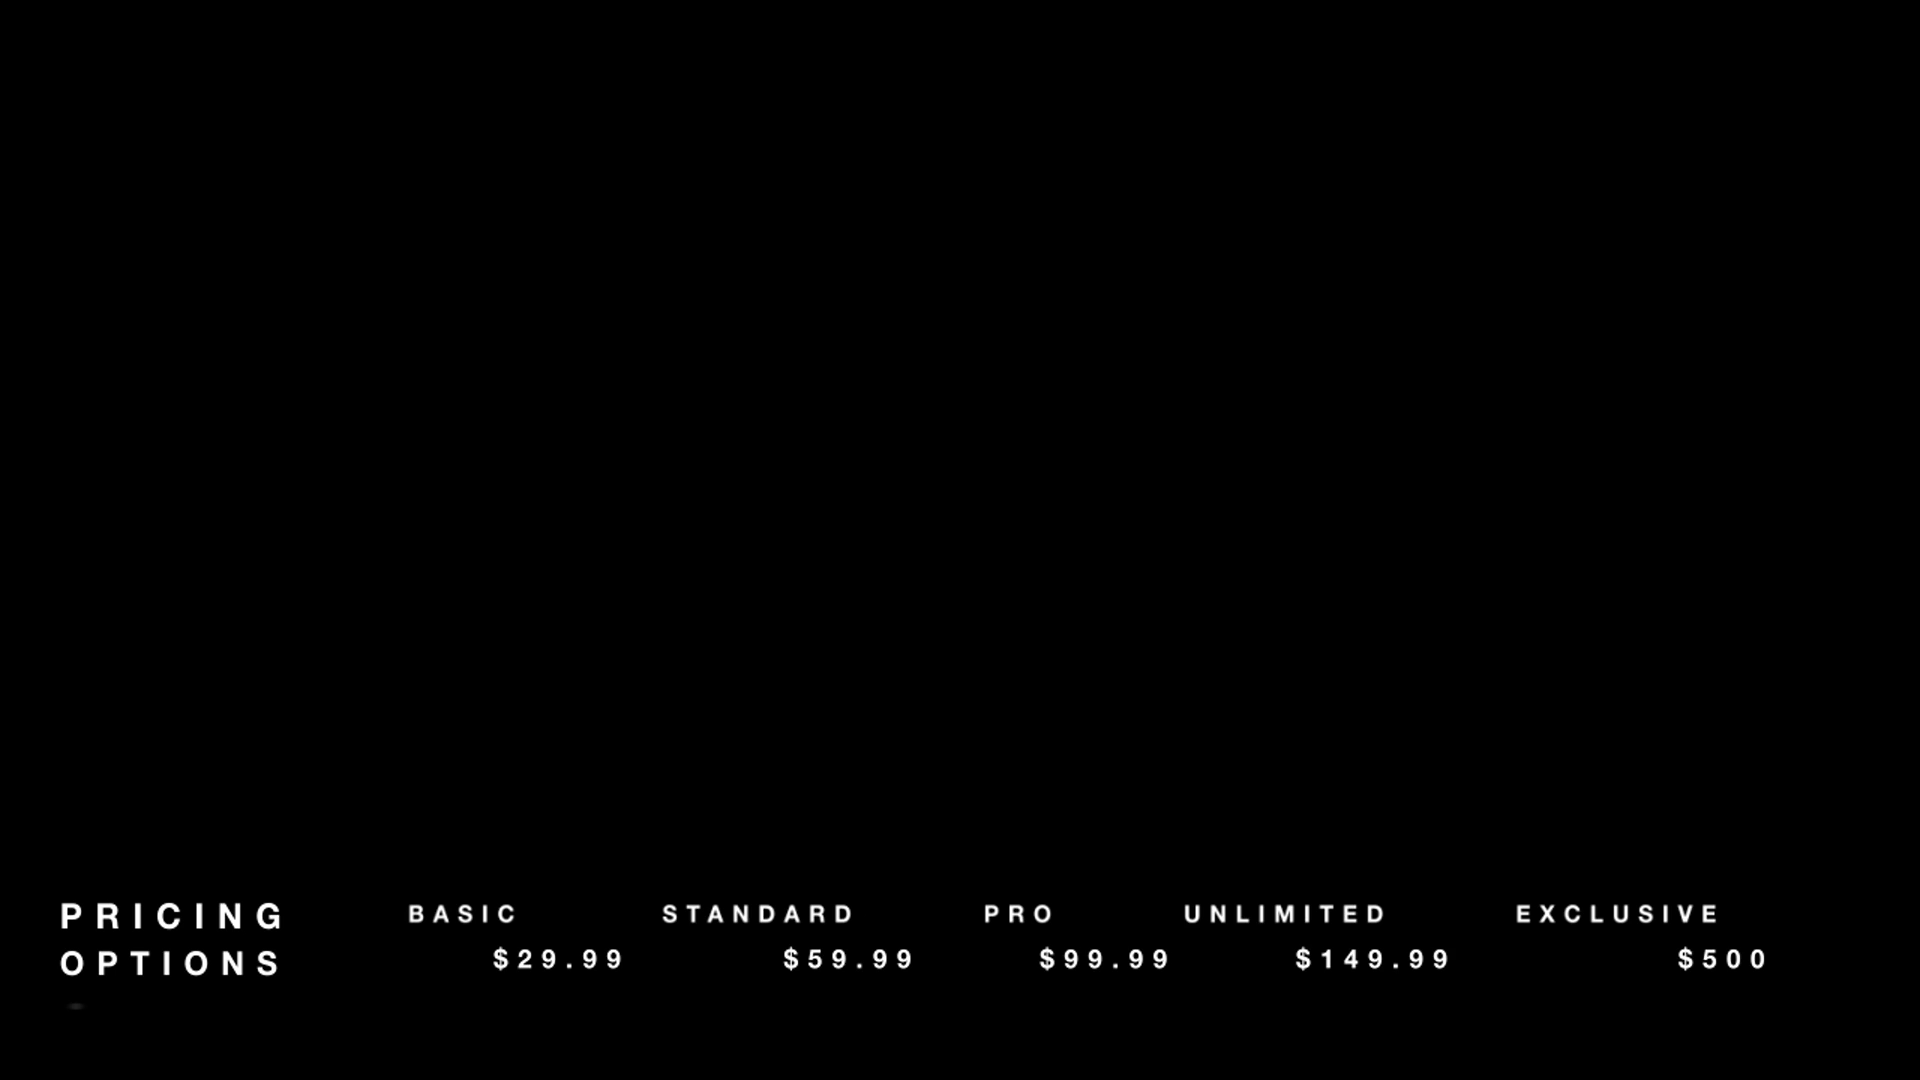 PRICING
OPTIONS
BASIC
$29.99
STANDARD
$59.99
PRO
$99.99
UNLIMITED
$149.99
EXCLUSIVE
$500